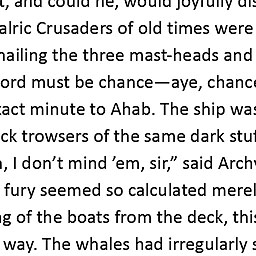 and could he, would joyfully
alric Crusaders of old times were
nailing the three mast-heads and
ord must be chance—aye, chance
act minute to Ahab. The ship was
ck trowsers of the same dark stuf
, I don’t mind ’em, sir,” said Archy
fury seemed so calculated merel
g of the boats from the deck, this
way. The whales had irregularly s